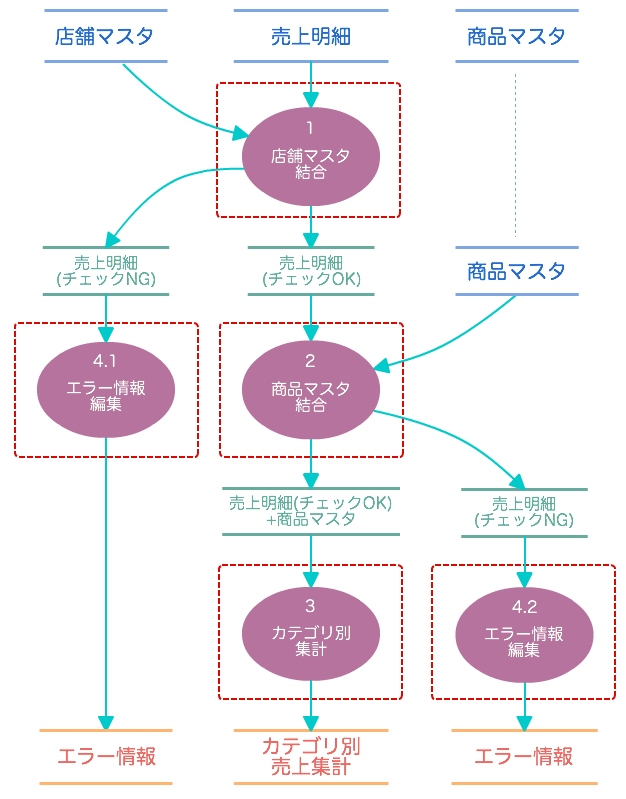 店舗マスタ
売上明細
商品マスタ
1
店舗マスタ
結合
売上明細
(チェックNG)
売上明細
(チェックOK)
商品マスタ
4.1
エラー情報
編集
2
商品マスタ
結合
売上明細(チェックOK)
+商品マスタ
売上明細
(チェックNG)
3
カテゴリ別
集計
4.2
エラー情報
編集
エラー情報
カテゴリ別
売上集計
エラー情報